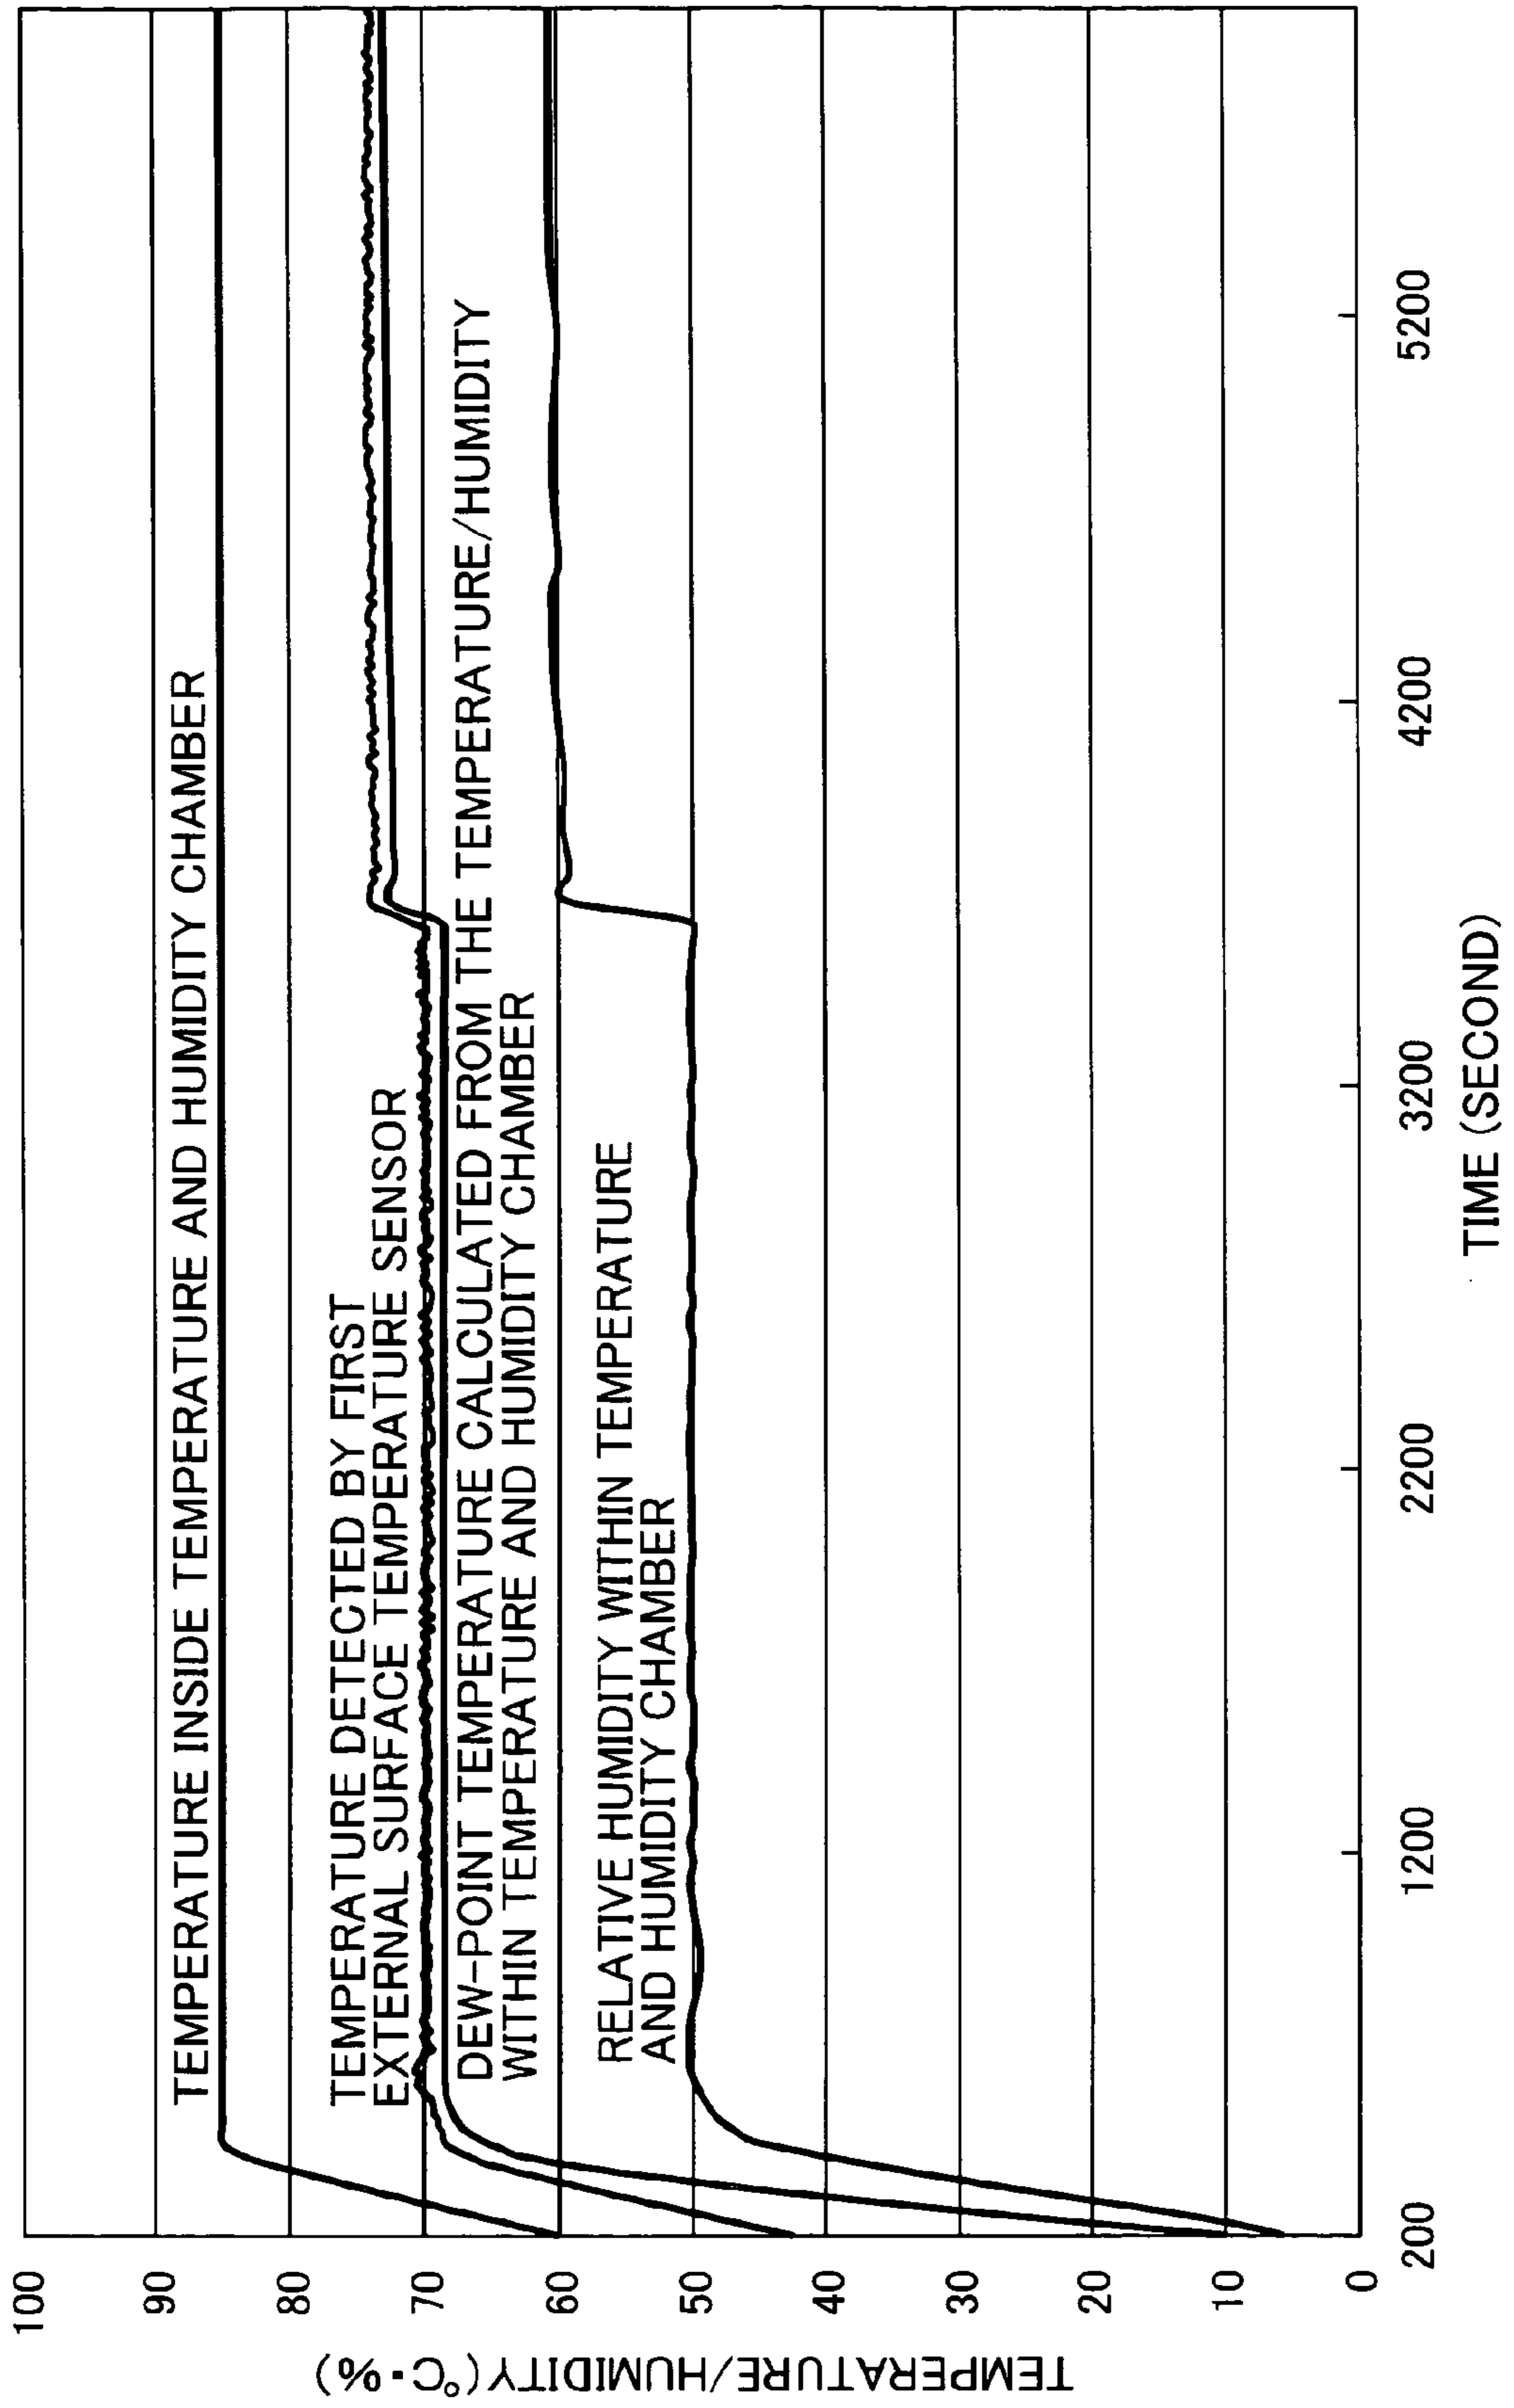 TEMPERATURE/HUMIDITY(°C·%)
100
90
80
70
60
50
40
30
20
10
0
TEMPERATURE INSIDE TEMPERATURE AND HUMIDITY CHAMBER
TEMPERATURE DETECTED BY FIRST
EXTERNAL SURFACE TEMPERATURE SENSOR
DEW-POINT TEMPERATURE CALCULATED FROM THE TEMPERATURE/HUMIDITY
WITHIN TEMPERATURE AND HUMIDITY CHAMBER
RELATIVE HUMIDITY WITHIN TEMPERATURE
AND HUMIDITY CHAMBER
200
1200
2200
3200
4200
5200
TIME (SECOND)